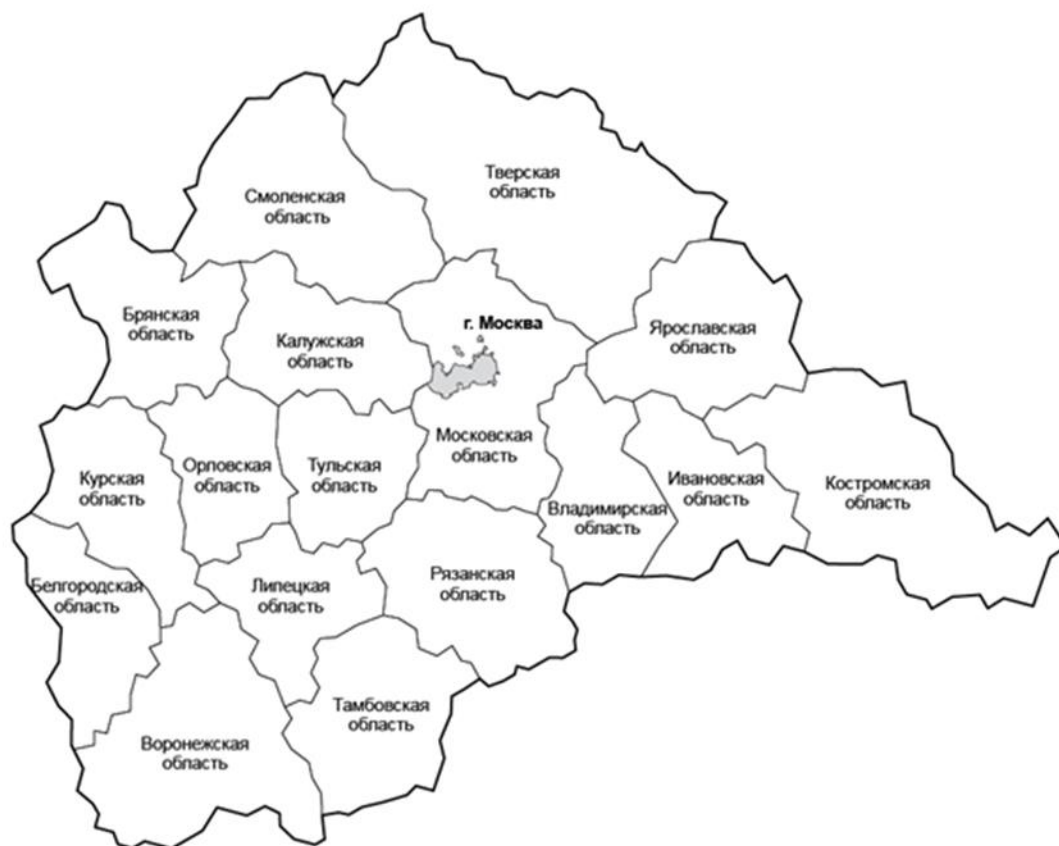 Тверская
область
Смоленская
область
Брянская
область
Калужская
область
г. Москва
Ярославская
область
Курская
область
Орловская
область
Тульская
область
Московская
область
Владимирская
область
Ивановская
область
Костромская
область
Белгородская
область
Липецкая
область
Рязанская
область
Тамбовская
область
Воронежская
область